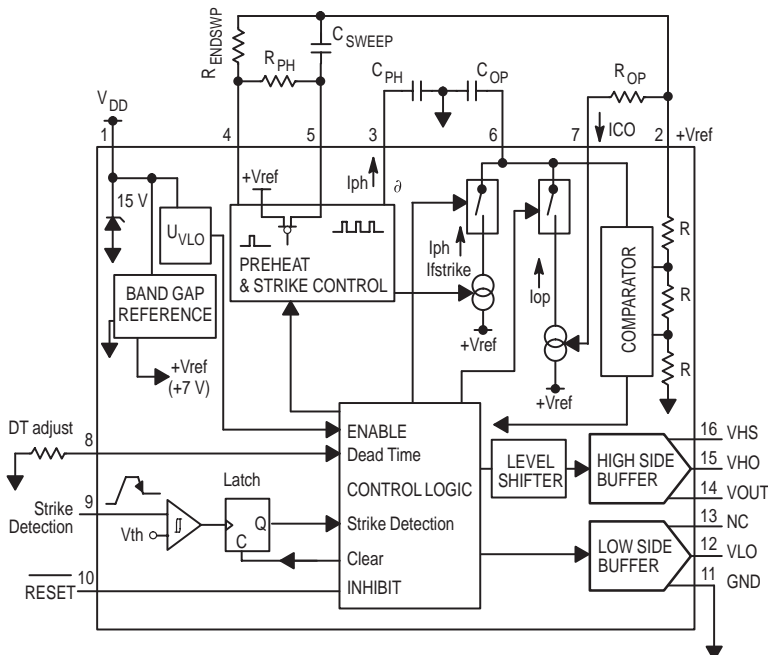 R ENDSWP
C SWEEP
R PH
C PH
C OP
R OP
V DD
1
4
5
3
6
7
ICO
2
+Vref
15 V
U VLO
+Vref
Iph
∂
PREHEAT
& STRIKE CONTROL
Iph
Ifstrike
Iop
+Vref
+Vref
COMPARATOR
R
R
R
BAND GAP
REFERENCE
+Vref
(+7 V)
DT adjust
8
ENABLE
Dead Time
CONTROL LOGIC
Strike Detection
Clear
INHIBIT
LEVEL
SHIFTER
HIGH SIDE
BUFFER
16 VHS
15 VHO
14 VOUT
LOW SIDE
BUFFER
13 NC
12 VLO
11 GND
9
Strike
Detection
Vth
Latch
Q
C
10
RESET